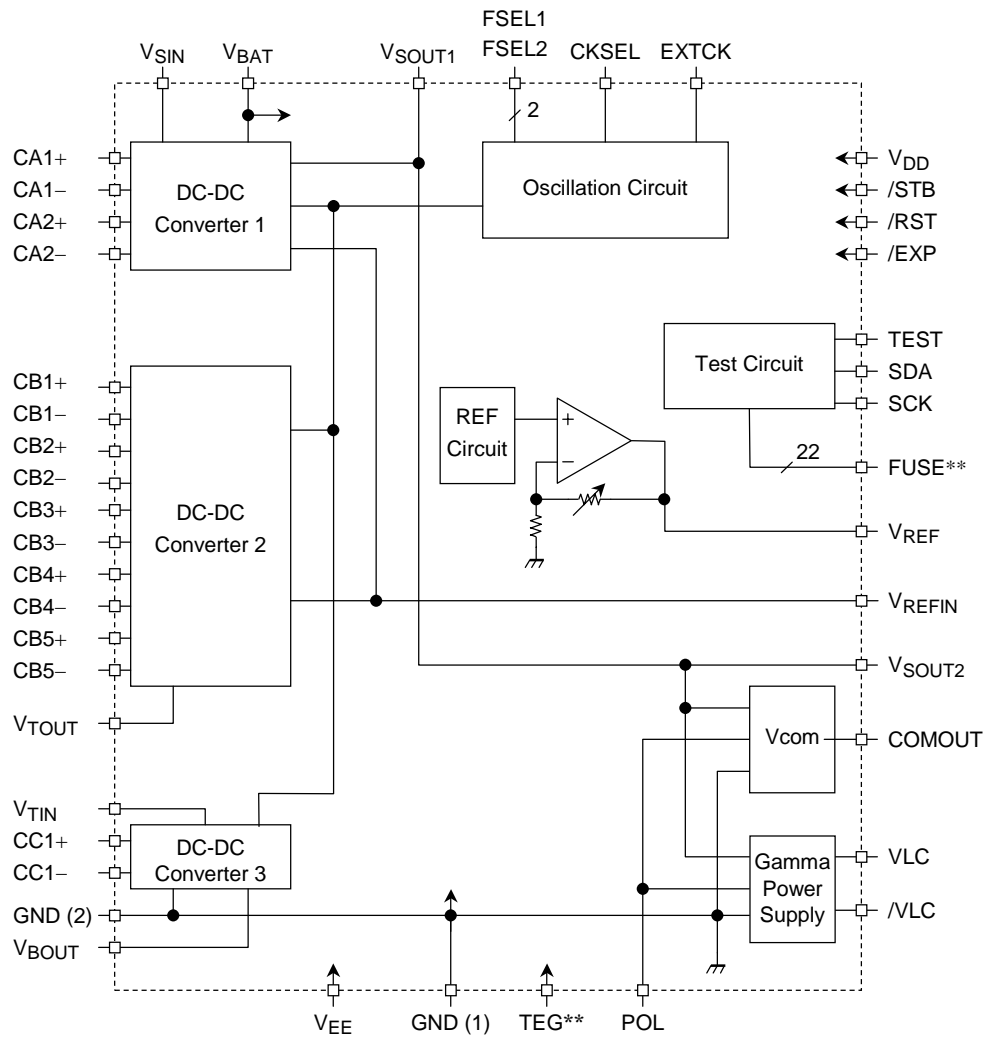 FSEL1
FSEL2
VSIN
VBAT
VSOUT1
CKSEL
EXTCK
2
CA1+
CA1−
CA2+
CA2−
DC-DC
Converter 1
Oscillation Circuit
VDD
/STB
/RST
/EXP
TEST
SDA
SCK
Test Circuit
22
FUSE**
CB1+
CB1−
CB2+
CB2−
CB3+
CB3−
CB4+
CB4−
CB5+
CB5−
DC-DC
Converter 2
REF
Circuit
+
−
VREF
VREFIN
VSOUT2
VTOUT
Vcom
COMOUT
VTIN
CC1+
CC1−
DC-DC
Converter 3
GND (2)
VBOUT
Gamma
Power
Supply
VLC
/VLC
VEE
GND (1)
TEG**
POL